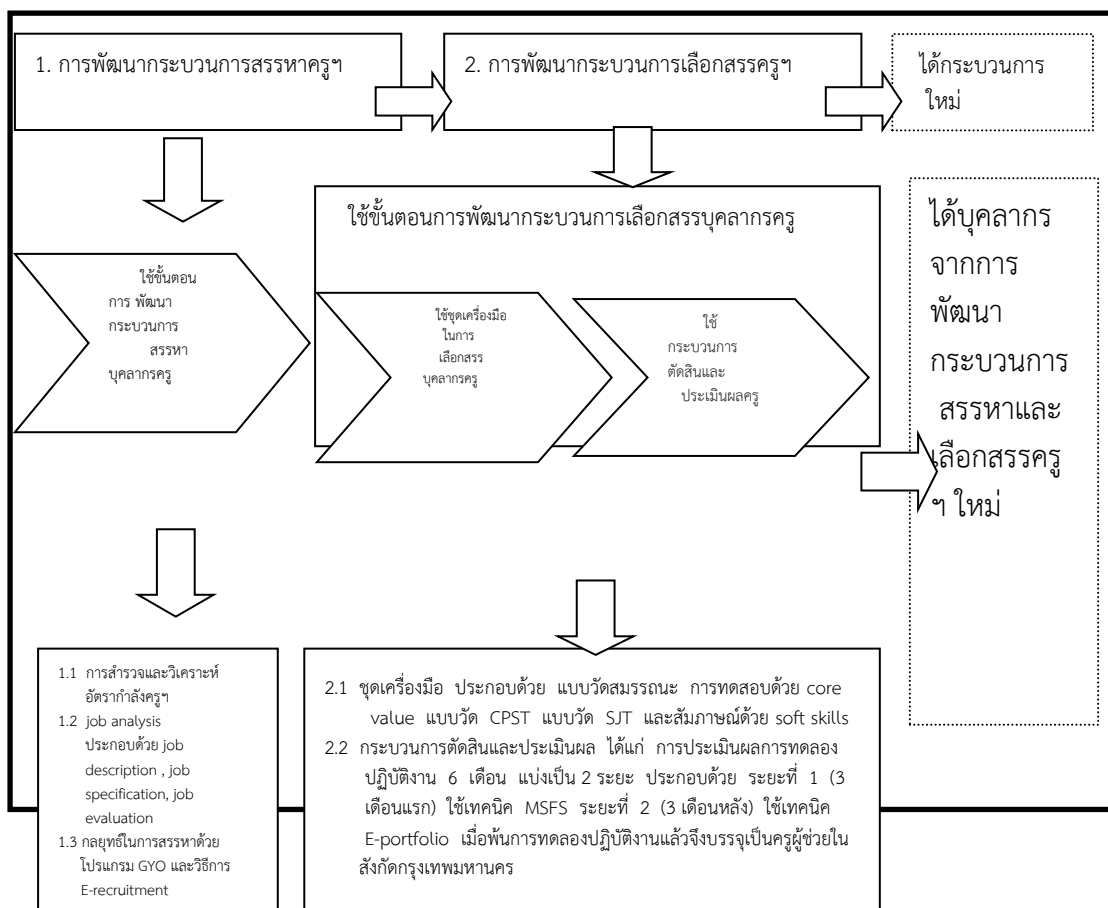 1. การพัฒนากระบวนการสรรหาครูฯ
2. การพัฒนากระบวนการเลือกสรรครูฯ
ได้กระบวนการ
ใหม่
ใช้ขั้นตอนการพัฒนากระบวนการเลือกสรรบุคลากรครู
ใช้ขั้นตอน
การ พัฒนา
กระบวนการ
สรรหา
บุคลากรครู
ใช้ชุดเครื่องมือ
ในการ
เลือกสรร
บุคลากรครู
ใช้
กระบวนการ
ตัดสินและ
ประเมินผลครู
ได้บุคลากร
จากการ
พัฒนา
กระบวนการ
สรรหาและ
เลือกสรรครู
ฯ ใหม่
1.1 การสำรวจและวิเคราะห์
อัตรากำลังครูฯ
1.2 job analysis
ประกอบด้วย job
description , job
specification, job
evaluation
1.3 กลยุทธ์ในการสรรหาด้วย
โปรแกรม GYO และวิธีการ
E-recruitment
2.1 ชุดเครื่องมือ ประกอบด้วย แบบวัดสมรรถนะ การทดสอบด้วย core
value แบบวัด CPST แบบวัด SJT และสัมภาษณ์ด้วย soft skills
2.2 กระบวนการตัดสินและประเมินผล ได้แก่ การประเมินผลการทดลอง
ปฏิบัติงาน 6 เดือน แบ่งเป็น 2 ระยะ ประกอบด้วย ระยะที่ 1 (3
เดือนแรก) ใช้เทคนิค MSFS ระยะที่ 2 (3 เดือนหลัง) ใช้เทคนิค
E-portfolio เมื่อพ้นการทดลองปฏิบัติงานแล้วจึงบรรจุเป็นครูผู้ช่วยใน
สังกัดกรุงเทพมหานคร